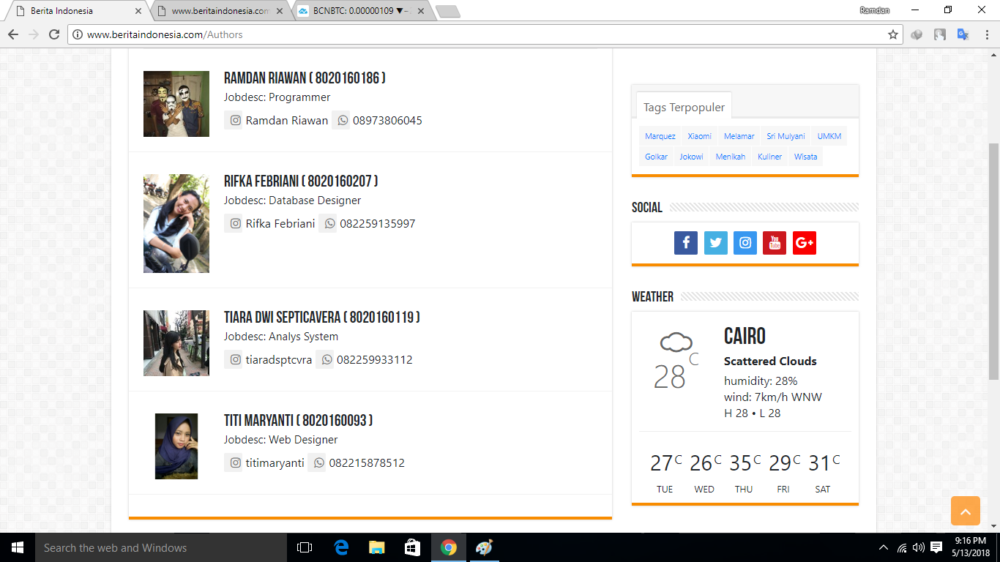 Berita Indonesia
www.beritaindonesia.com
BCNBTC: 0.00000109 ▼−
Ramdan
www.beritaindonesia.com/Authors
RAMDAN RIAWAN ( 8020160186 )
Jobdesc: Programmer
Ramdan Riawan 08973806045
RIFKA FEBRIANI ( 8020160207 )
Jobdesc: Database Designer
Rifka Febriani 082259135997
TIARA DWI SEPTICAVERA ( 8020160119 )
Jobdesc: Analys System
tiaradsptcvra 082259933112
TITI MARYANTI ( 8020160093 )
Jobdesc: Web Designer
titimaryanti 082215878512
Tags Terpopuler
Marquez Xiaomi Melamar Sri Mulyani UMKM
Golkar Jokowi Menikah Kuliner Wisata
SOCIAL
You Tube G+
WEATHER
CAIRO
28 C
Scattered Clouds
humidity: 28%
wind: 7km/h WNW
H 28 • L 28
27 C 26 C 35 C 29 C 31 C
TUE WED THU FRI SAT
Search the web and Windows
9:16 PM
5/13/2018